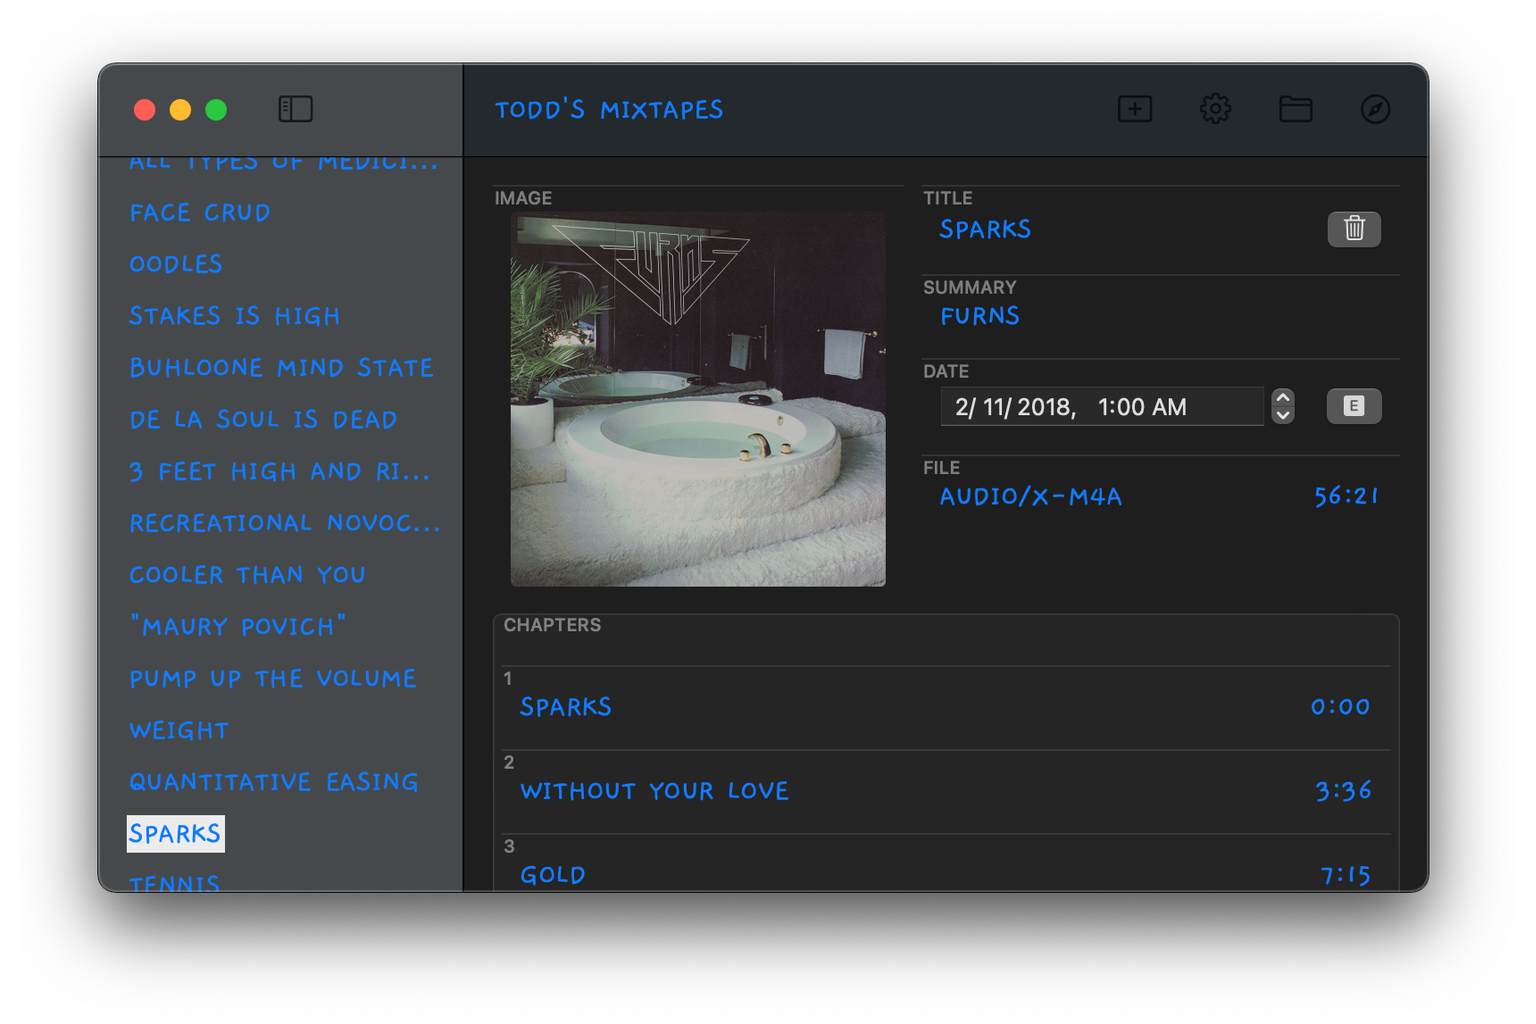 TODD'S MIXTAPES
ALL TYPES OF MEDICI...
FACE CRUD
OODLES
STAKES IS HIGH
BUHLOONE MIND STATE
DE LA SOUL IS DEAD
3 FEET HIGH AND RI...
RECREATIONAL NOVOC...
COOLER THAN YOU
"MAURY POVICH"
PUMP UP THE VOLUME
WEIGHT
QUANTITATIVE EASING
SPARKS
TENNIS
IMAGE
FURNS
TITLE
SPARKS
SUMMARY
FURNS
DATE
2/ 11/ 2018, 1:00 AM
E
FILE
AUDIO/X-M4A 56:21
CHAPTERS
1
SPARKS 0:00
2
WITHOUT YOUR LOVE 3:36
3
GOLD 7:15